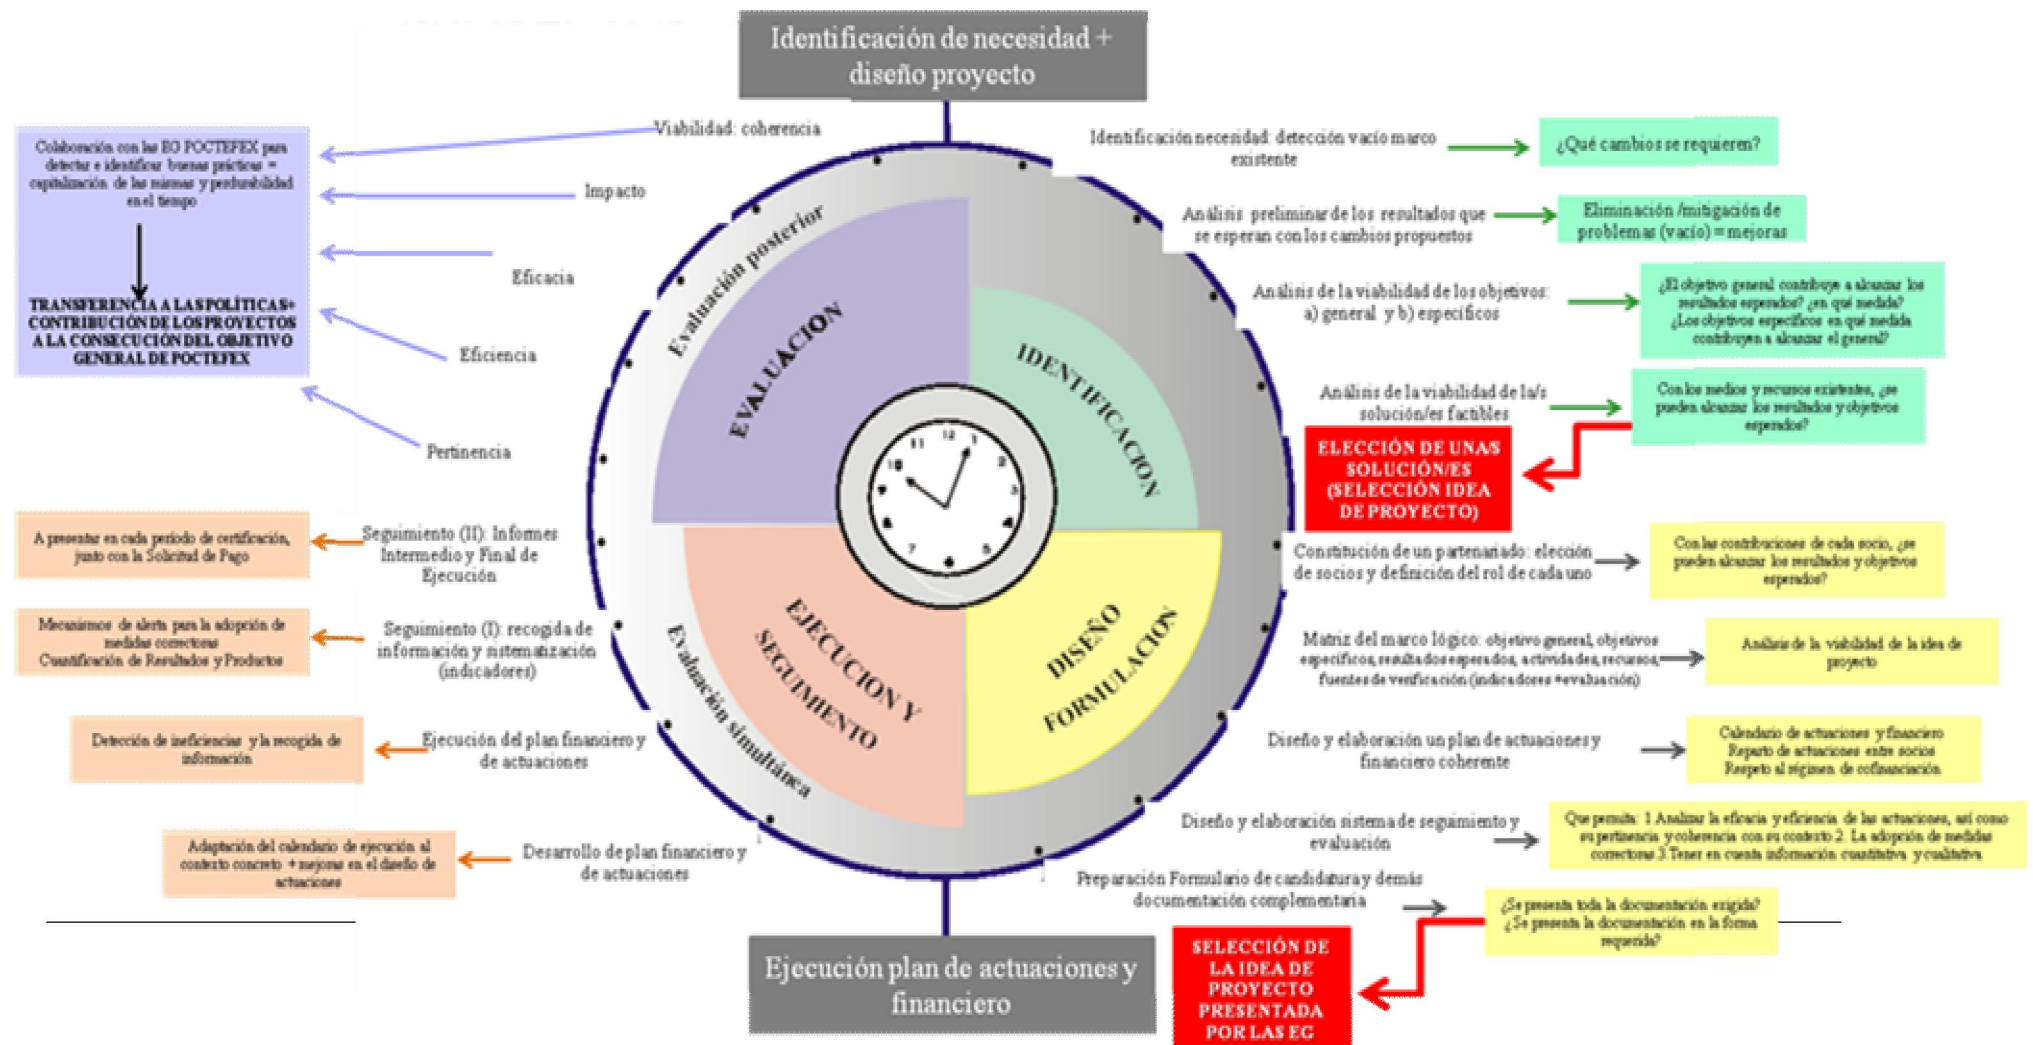 Identificación de necesidad +
diseño proyecto
Viabilidad: coherencia
Impacto
Eficacia
Eficiencia
Pertinencia
Colaboración con las EG POCTEFEX para
detectar e identificar buenas prácticas =
capitalización de las mismas y perdurabilidad
en el tiempo
TRANSFERENCIA A LAS POLÍTICAS+
CONTRIBUCIÓN DE LOS PROYECTOS
A LA CONSECUCIÓN DEL OBJETIVO
GENERAL DE POCTEFEX
Identificación necesidad: detección vacío marco
existente
¿Qué cambios se requieren?
Análisis preliminar de los resultados que
se esperan con los cambios propuestos
Eliminación /mitigación de
problemas (vacío) = mejoras
Análisis de la viabilidad de los objetivos:
a) general y b) específicos
¿El objetivo general contribuye a alcanzar los
resultados esperados? ¿en qué medida?
¿Los objetivos específicos en qué medida
contribuyen a alcanzar el general?
Análisis de la viabilidad de la/s
solución/es factibles
Con los medios y recursos existentes, ¿se
pueden alcanzar los resultados y objetivos
esperados?
ELECCIÓN DE UNA/S
SOLUCIÓN/ES
(SELECCIÓN IDEA
DE PROYECTO)
Evaluación posterior
EVALUACION
IDENTIFICACION
12
1
2
3
4
5
7
8
9
10
11
EJECUCION Y
SEGUIMIENTO
DISEÑO
FORMULACION
Evaluación simultánea
Seguimiento (II): Informes
Intermedio y Final de
Ejecución
A presentar en cada período de certificación,
junto con la Solicitud de Pago
Seguimiento (I): recogida de
información y sistematización
(indicadores)
Mecanismos de alerta para la adopción de
medidas correctoras
Cuantificación de Resultados y Productos
Ejecución del plan financiero y
de actuaciones
Detección de ineficiencias y la recogida de
información
Desarrollo de plan financiero y
de actuaciones
Adaptación del calendario de ejecución al
contexto concreto + mejoras en el diseño de
actuaciones
Constitución de un partenariado: elección
de socios y definición del rol de cada uno
Con las contribuciones de cada socio, ¿se
pueden alcanzar los resultados y objetivos
esperados?
Matriz del marco lógico: objetivo general, objetivos
específicos, resultados esperados, actividades, recursos,
fuentes de verificación (indicadores +evaluación)
Análisis de la viabilidad de la idea de
proyecto
Diseño y elaboración un plan de actuaciones y
financiero coherente
Calendario de actuaciones y financiero
Reparto de actuaciones entre socios
Respeto al régimen de cofinanciación
Diseño y elaboración sistema de seguimiento y
evaluación
Que permita: 1 Analizar la eficacia y eficiencia de las actuaciones, así como
su pertinencia y coherencia con su contexto 2. La adopción de medidas
correctoras 3.Tener en cuenta información cuantitativa y cualitativa
Preparación Formulario de candidatura y demás
documentación complementaria
¿Se presenta toda la documentación exigida?
¿Se presenta la documentación en la forma
requerida?
SELECCIÓN DE
LA IDEA DE
PROYECTO
PRESENTADA
POR LAS EG
Ejecución plan de actuaciones y
financiero